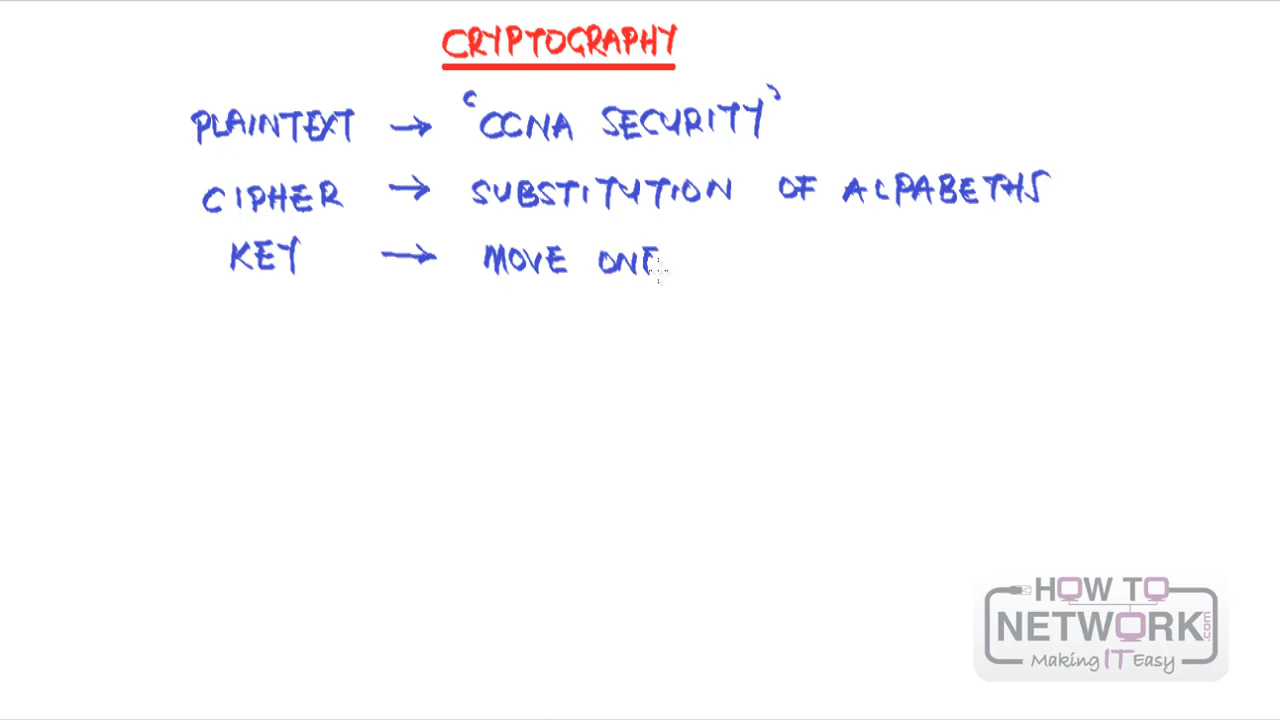 CRYPTOGRAPHY
PLAINTEXT → 'CCNA SECURITY'
CIPHER → SUBSTITUTION OF ALPABETHS
KEY → MOVE ONE
HOW TO
NETWORK.com
Making IT Easy